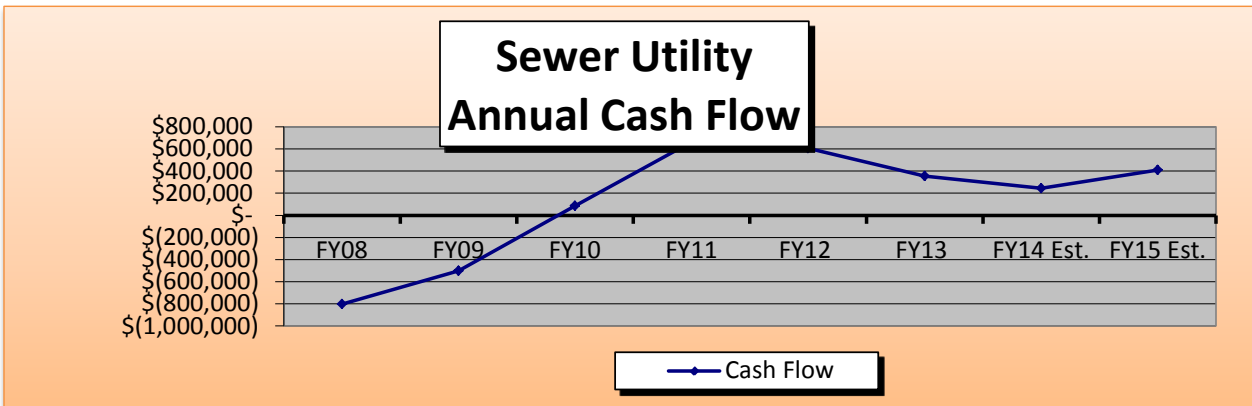 Sewer Utility
Annual Cash Flow
$800,000
$600,000
$400,000
$200,000
$-
$(200,000)
$(400,000)
$(600,000)
$(800,000)
$(1,000,000)
FY08 FY09 FY10 FY11 FY12 FY13 FY14 Est. FY15 Est.
Cash Flow